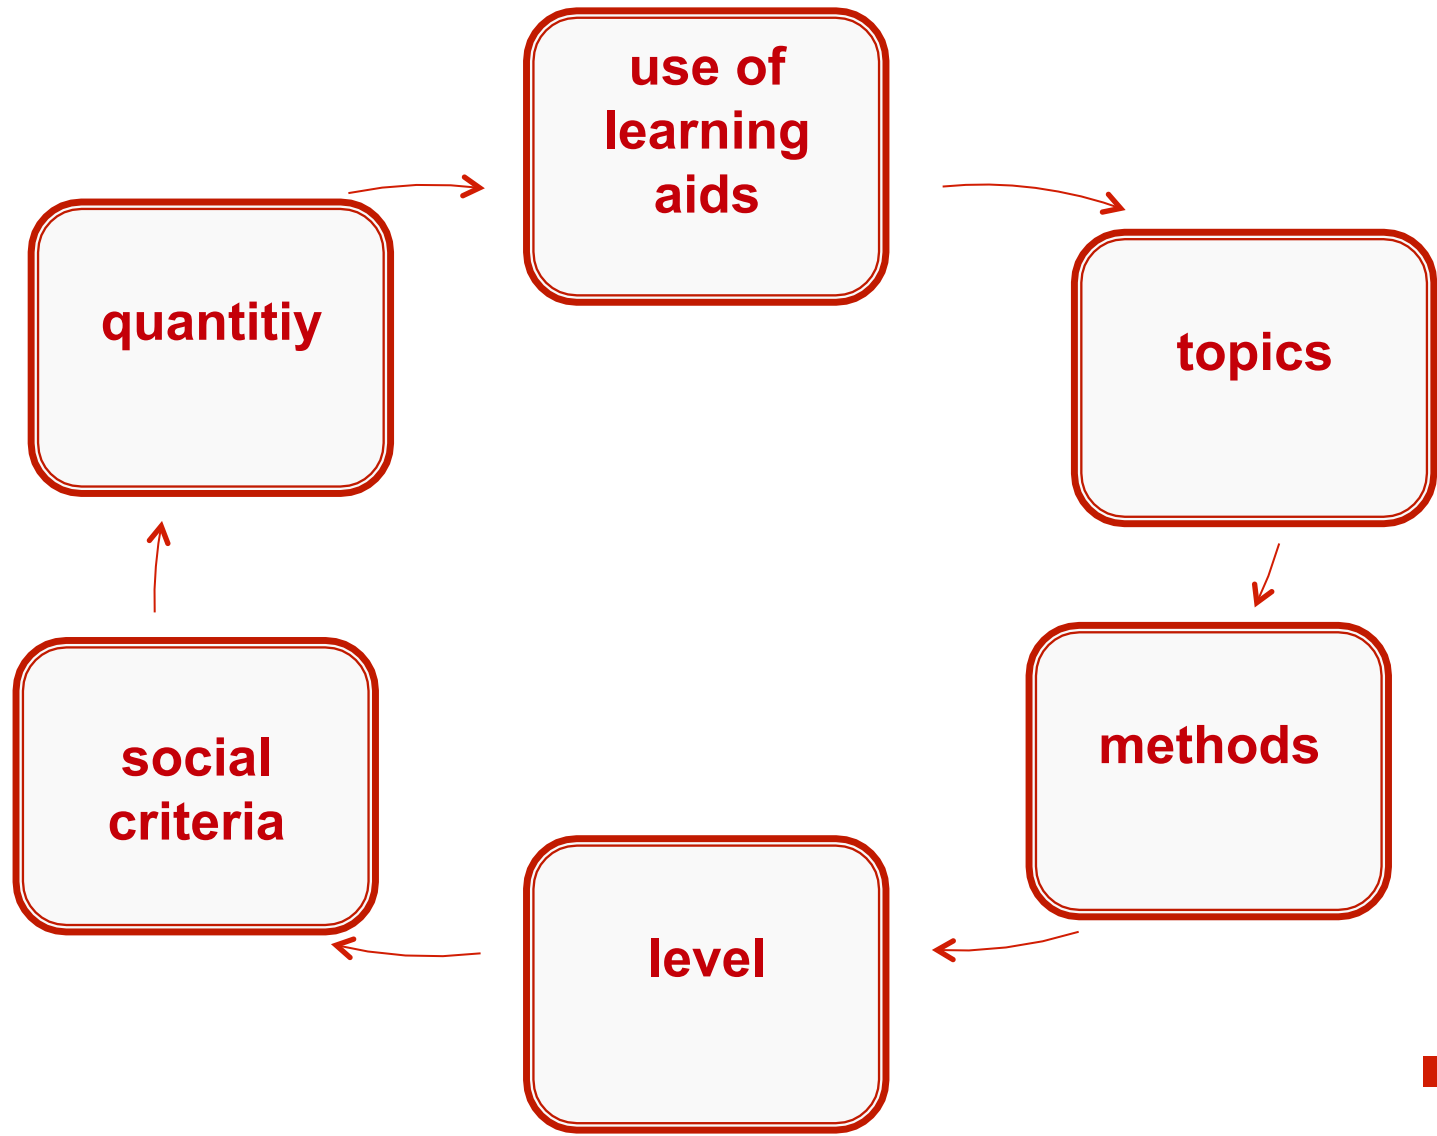 use of
learning
aids
topics
methods
level
social
criteria
quantitiy